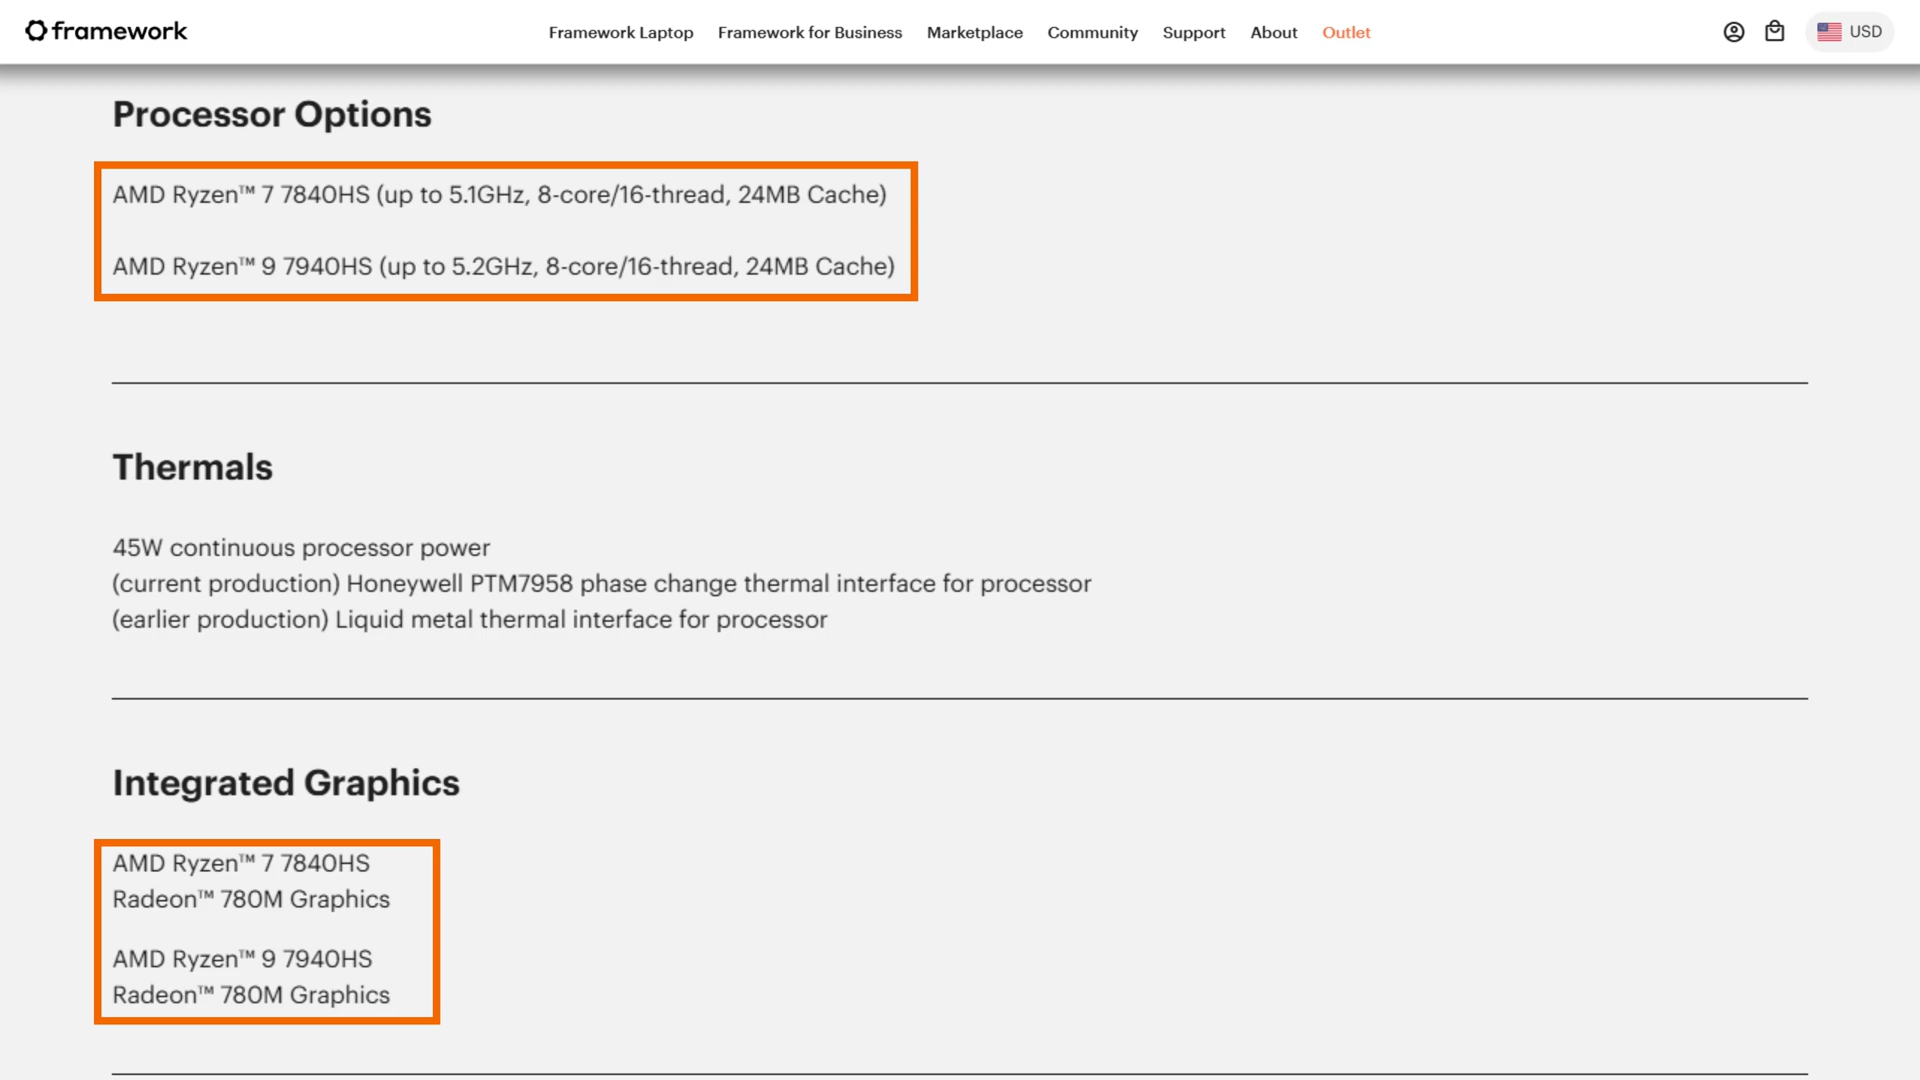 framework
Framework Laptop Framework for Business Marketplace Community Support About Outlet USD
Processor Options
AMD Ryzen™ 7 7840HS (up to 5.1GHz, 8-core/16-thread, 24MB Cache)
AMD Ryzen™ 9 7940HS (up to 5.2GHz, 8-core/16-thread, 24MB Cache)
Thermals
45W continuous processor power
(current production) Honeywell PTM7958 phase change thermal interface for processor
(earlier production) Liquid metal thermal interface for processor
Integrated Graphics
AMD Ryzen™ 7 7840HS
Radeon™ 780M Graphics
AMD Ryzen™ 9 7940HS
Radeon™ 780M Graphics